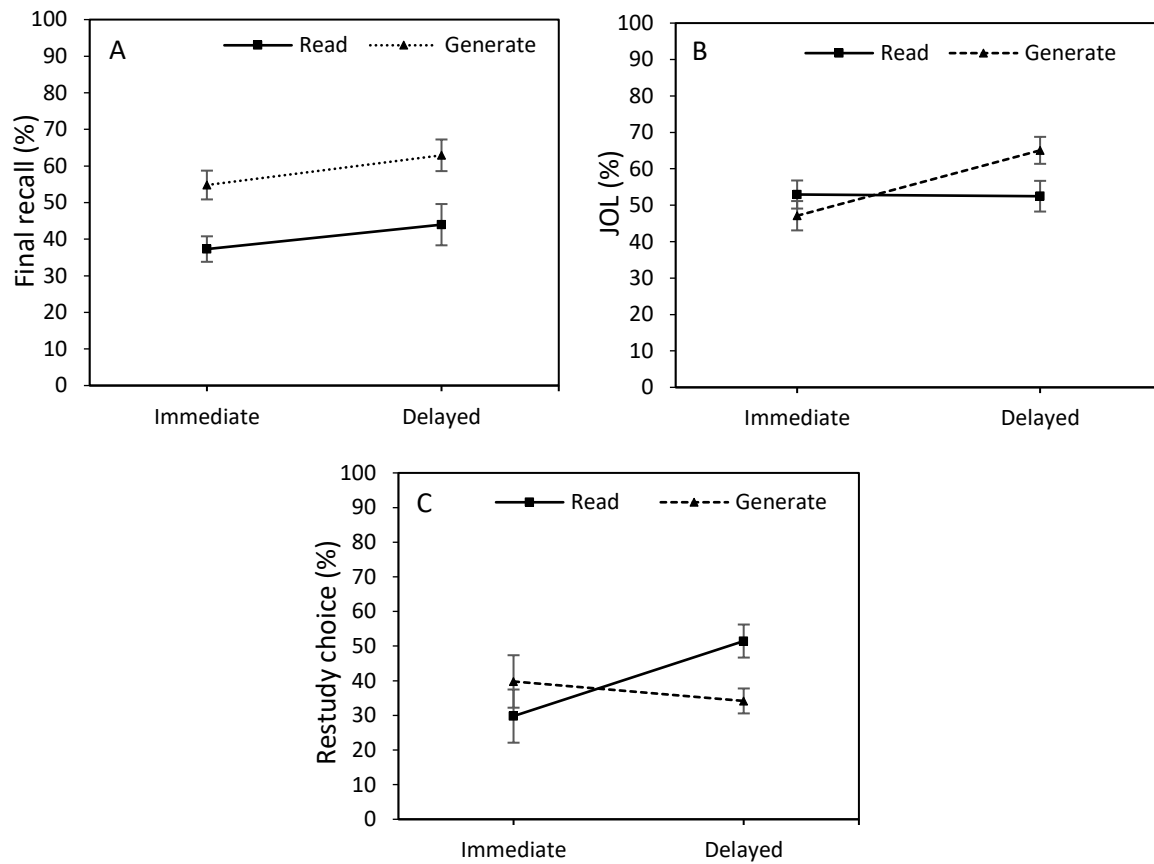 A
Read
Generate
Final recall (%)
100
90
80
70
60
50
40
30
20
10
0
Immediate
Delayed
B
Read
Generate
JOL (%)
100
90
80
70
60
50
40
30
20
10
0
Immediate
Delayed
C
Read
Generate
Restudy choice (%)
100
90
80
70
60
50
40
30
20
10
0
Immediate
Delayed